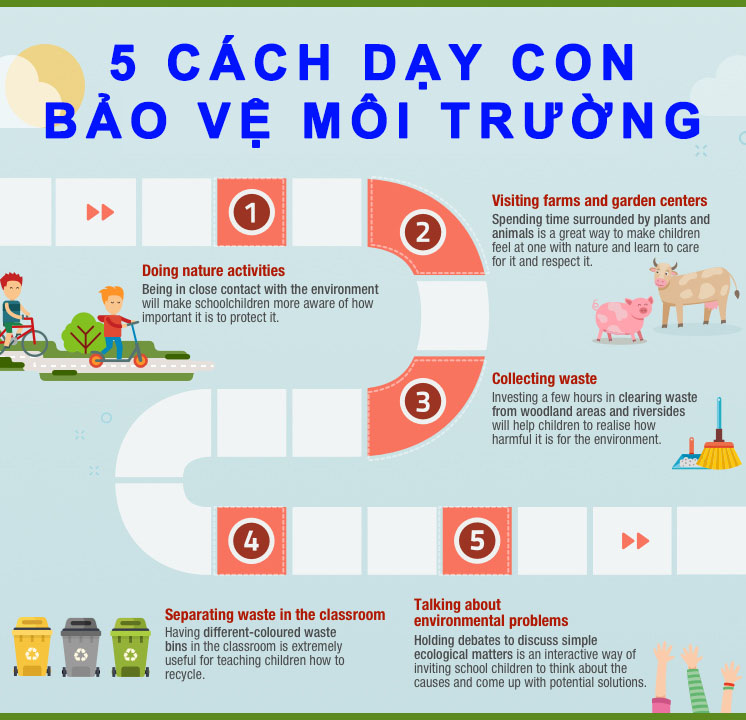 5 CÁCH DẠY CON
BẢO VỆ MÔI TRƯỜNG
1
2
Visiting farms and garden centers
Spending time surrounded by plants and
animals is a great way to make children
feel at one with nature and learn to care
for it and respect it.
Doing nature activities
Being in close contact with the environment
will make schoolchildren more aware of how
important it is to protect it.
3
Collecting waste
Investing a few hours in clearing waste
from woodland areas and riversides
will help children to realise how
harmful it is for the environment.
4
5
Separating waste in the classroom
Having different-coloured waste
bins in the classroom is extremely
useful for teaching children how to
recycle.
Talking about
environmental problems
Holding debates to discuss simple
ecological matters is an interactive way of
inviting school children to think about the
causes and come up with potential solutions.